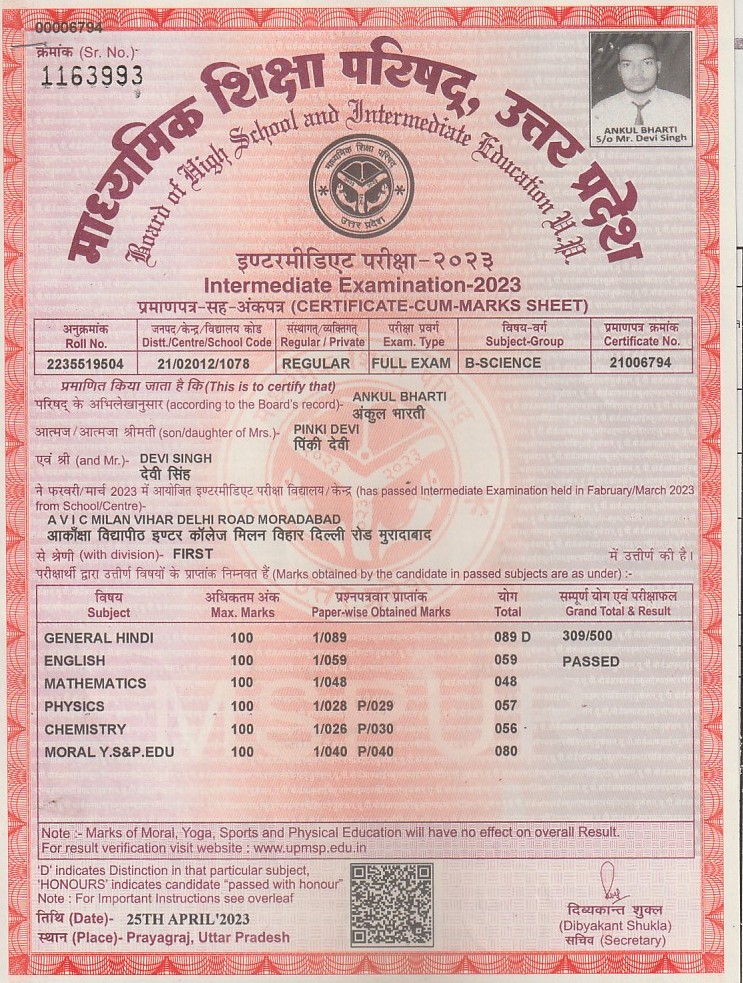 00006794
क्रमांक (Sr. No.)-
1163993
माध्यमिक शिक्षा परिषद्, उत्तर प्रदेश
Board of High School and Intermediate Education U.P.
माध्यमिक शिक्षा परिषद
उत्तर प्रदेश
ANKUL BHARTI
S/o Mr. Devi Singh
इण्टरमीडिएट परीक्षा-२०२३
Intermediate Examination-2023
प्रमाणपत्र-सह-अंकपत्र (CERTIFICATE-CUM-MARKS SHEET)
अनुक्रमांक जनपद/केन्द्र/विद्यालय कोड संस्थागत/व्यक्तिगत परीक्षा प्रवर्ग विषय-वर्ग प्रमाणपत्र क्रमांक
Roll No. Distt./Centre/School Code Regular / Private Exam. Type Subject-Group Certificate No.
2235519504 21/02012/1078 REGULAR FULL EXAM B-SCIENCE 21006794
प्रमाणित किया जाता है कि (This is to certify that)
परिषद् के अभिलेखानुसार (according to the Board's record)- ANKUL BHARTI
अंकुल भारती
आत्मज/आत्मजा श्रीमती (son/daughter of Mrs.)- PINKI DEVI
पिंकी देवी
एवं श्री (and Mr.)- DEVI SINGH
देवी सिंह
ने फरवरी/मार्च 2023 में आयोजित इण्टरमीडिएट परीक्षा विद्यालय/केन्द्र (has passed Intermediate Examination held in Fabruary/March 2023
from School/Centre)-
A V I C MILAN VIHAR DELHI ROAD MORADABAD
आकाँक्षा विद्यापीठ इण्टर कॉलेज मिलन विहार दिल्ली रोड मुरादाबाद
से श्रेणी (with division)- FIRST में उत्तीर्ण की है।
परीक्षार्थी द्वारा उत्तीर्ण विषयों के प्राप्तांक निम्नवत हैं (Marks obtained by the candidate in passed subjects are as under) :-
विषय अधिकतम अंक प्रश्नपत्रवार प्राप्तांक योग सम्पूर्ण योग एवं परीक्षाफल
Subject Max. Marks Paper-wise Obtained Marks Total Grand Total & Result
GENERAL HINDI 100 1/089 089 D 309/500
ENGLISH 100 1/059 059 PASSED
MATHEMATICS 100 1/048 048
PHYSICS 100 1/028 P/029 057
CHEMISTRY 100 1/026 P/030 056
MORAL Y.S&P.EDU 100 1/040 P/040 080
Note :- Marks of Moral, Yoga, Sports and Physical Education will have no effect on overall Result.
For result verification visit website : www.upmsp.edu.in
'D' indicates Distinction in that particular subject,
'HONOURS' indicates candidate "passed with honour"
Note : For Important Instructions see overleaf
तिथि (Date)- 25TH APRIL'2023
स्थान (Place)- Prayagraj, Uttar Pradesh
दिव्यकान्त शुक्ल
(Dibyakant Shukla)
सचिव (Secretary)